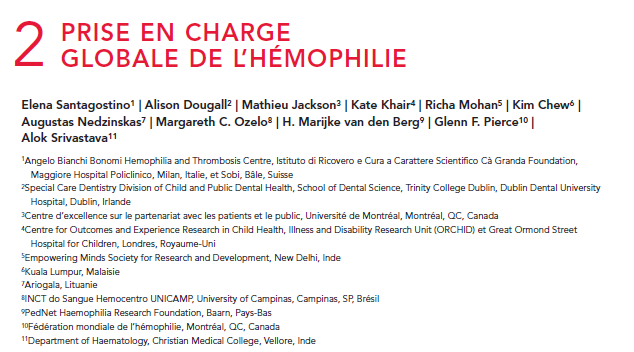 2 PRISE EN CHARGE
GLOBALE DE L’HÉMOPHILIE
Elena Santagostino¹ | Alison Dougall² | Mathieu Jackson³ | Kate Khair⁴ | Richa Mohan⁵ | Kim Chew⁶ |
Augustas Nedzinskas⁷ | Margareth C. Ozelo⁸ | H. Marijke van den Berg⁹ | Glenn F. Pierce¹⁰ |
Alok Srivastava¹¹
¹Angelo Bianchi Bonomi Hemophilia and Thrombosis Centre, Istituto di Ricovero e Cura a Carattere Scientifico Cà Granda Foundation,
Maggiore Hospital Policlinico, Milan, Italie, et Sobi, Bâle, Suisse
²Special Care Dentistry Division of Child and Public Dental Health, School of Dental Science, Trinity College Dublin, Dublin Dental University
Hospital, Dublin, Irlande
³Centre d’excellence sur le partenariat avec les patients et le public, Université de Montréal, Montréal, QC, Canada
⁴Centre for Outcomes and Experience Research in Child Health, Illness and Disability Research Unit (ORCHID) et Great Ormond Street
Hospital for Children, Londres, Royaume-Uni
⁵Empowering Minds Society for Research and Development, New Delhi, Inde
⁶Kuala Lumpur, Malaisie
⁷Ariogala, Lituanie
⁸INCT do Sangue Hemocentro UNICAMP, University of Campinas, Campinas, SP, Brésil
⁹PedNet Haemophilia Research Foundation, Baarn, Pays-Bas
¹⁰Fédération mondiale de l’hémophilie, Montréal, QC, Canada
¹¹Department of Haematology, Christian Medical College, Vellore, Inde